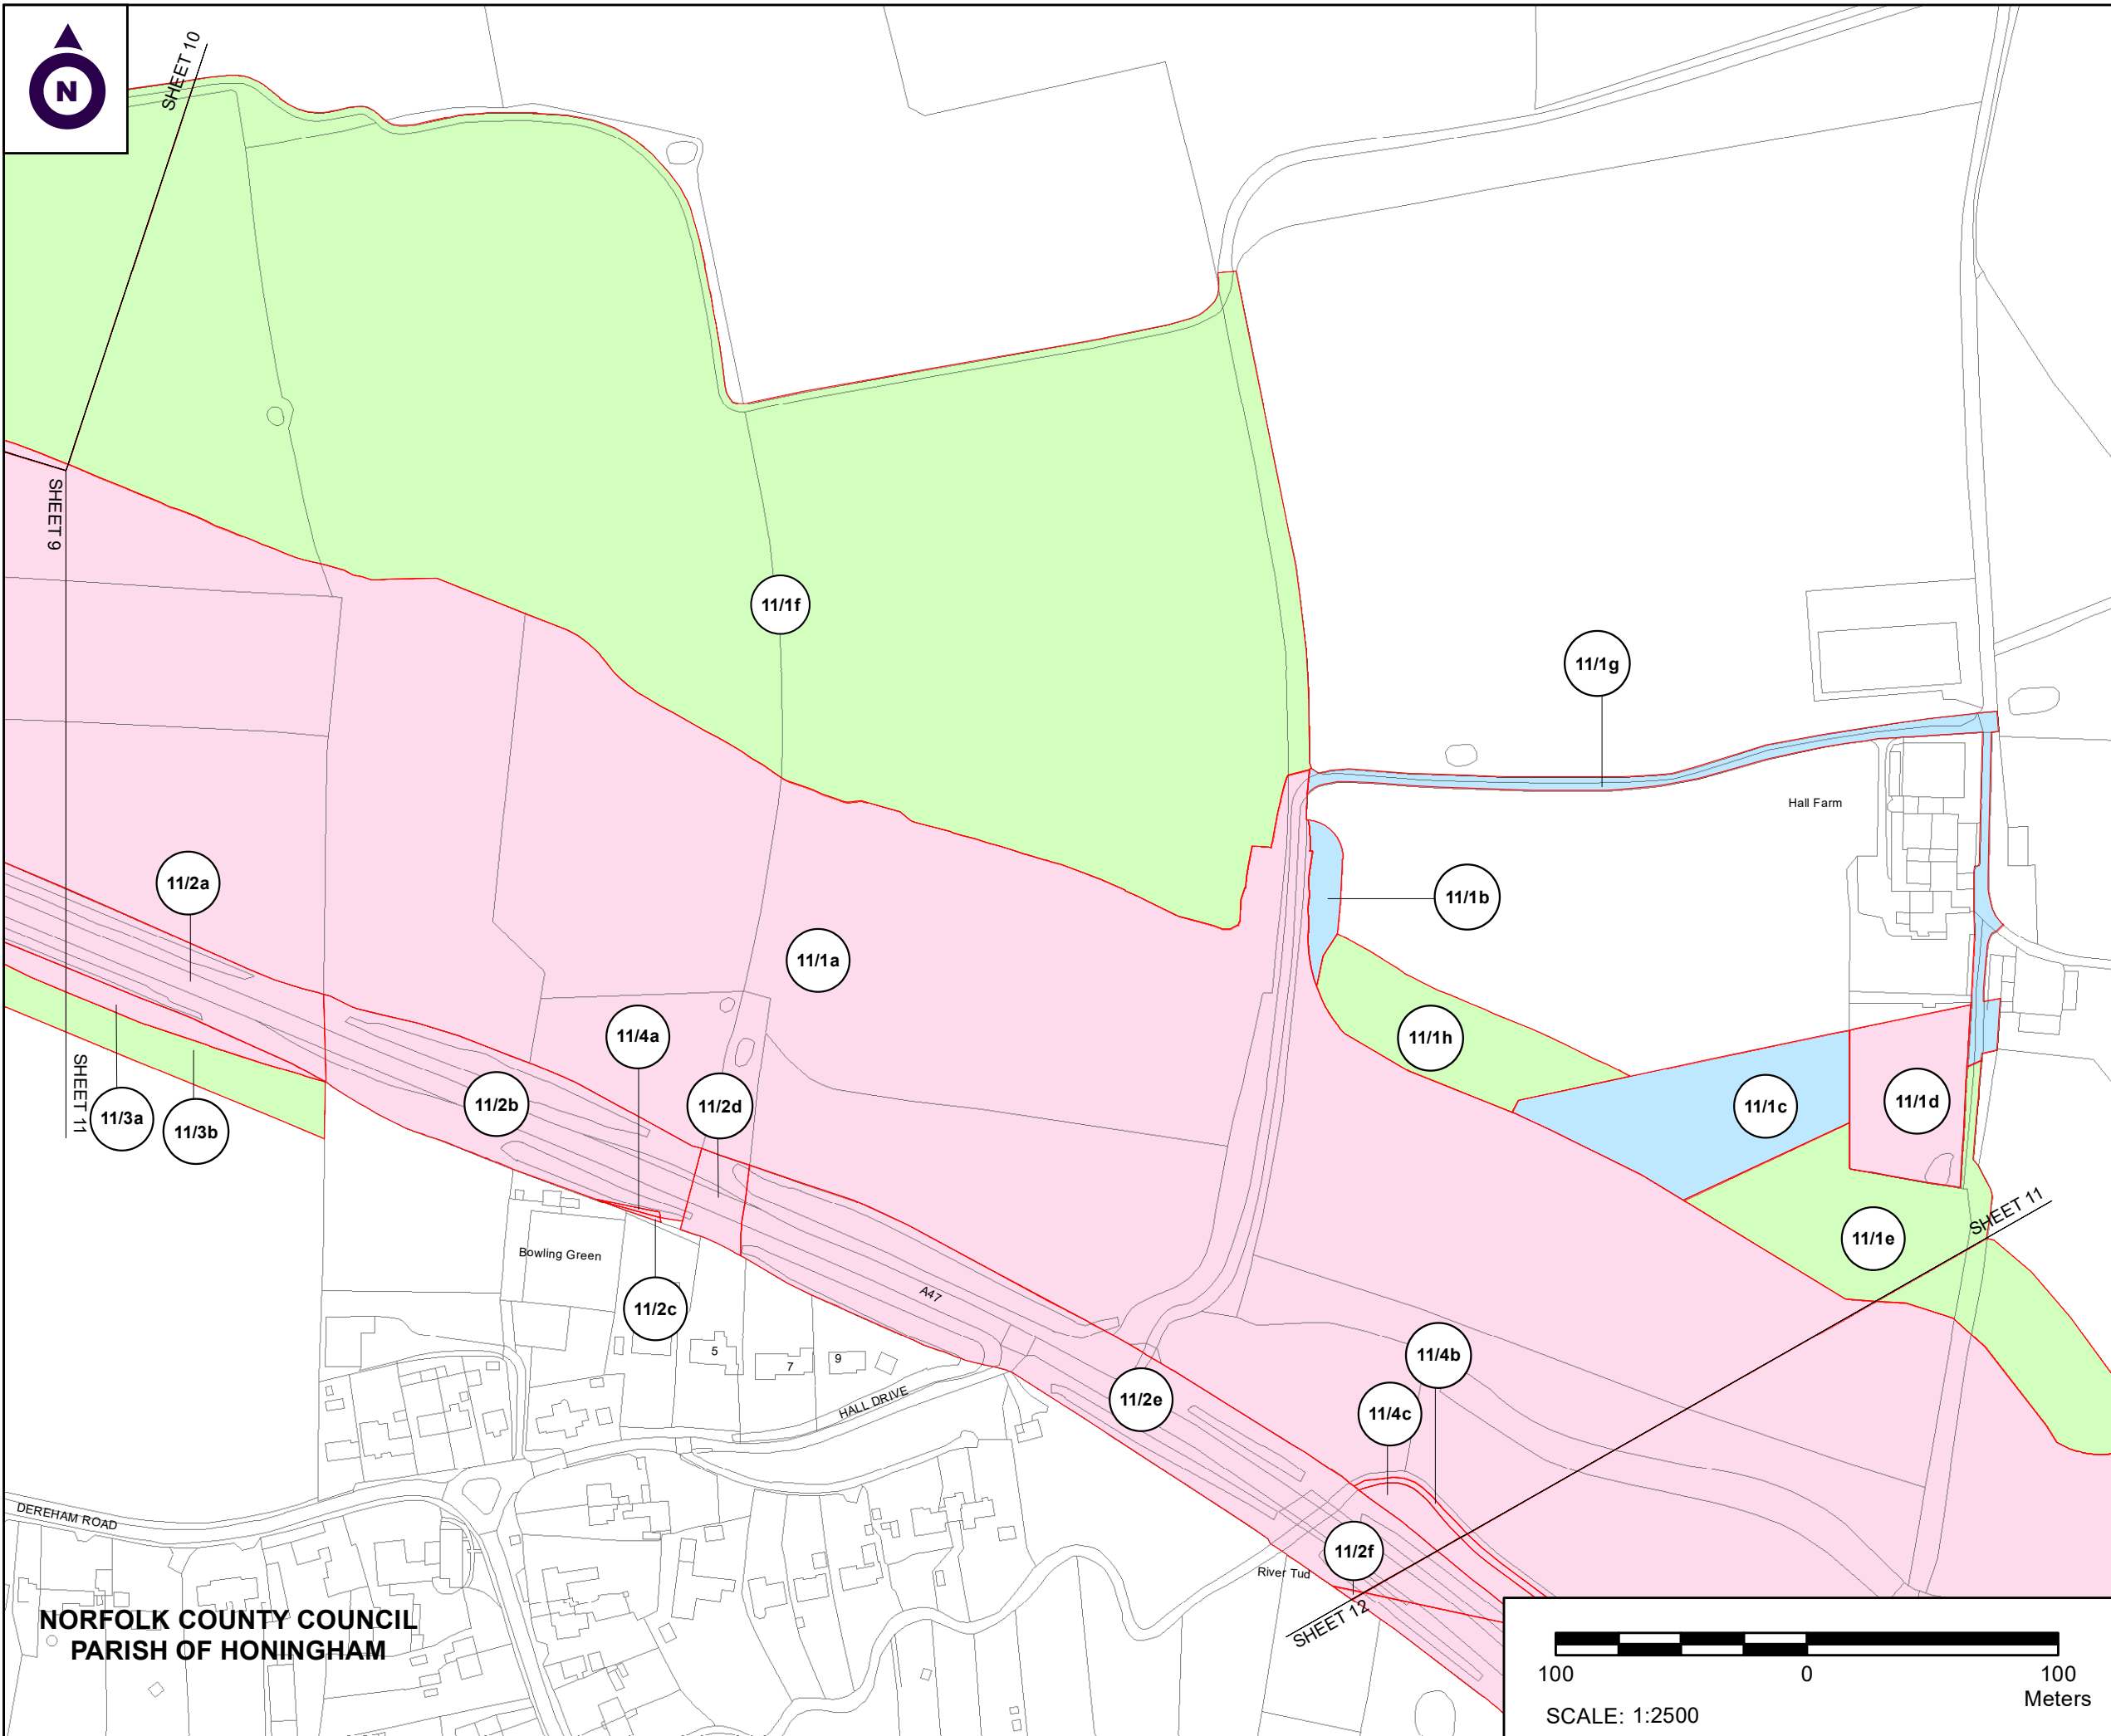 N
SHEET 10
SHEET 9
11/1f
11/1g
Hall Farm
11/2a
11/1b
11/1a
11/4a
11/1h
11/2b
11/2d
11/1c
11/1d
SHEET 11
11/3a
11/3b
SHEET 11
11/1e
Bowling Green
11/2c
A47
5
7
9
11/4b
HALL DRIVE
11/2e
11/4c
DEREHAM ROAD
11/2f
River Tud
SHEET 12
NORFOLK COUNTY COUNCIL
PARISH OF HONINGHAM
100 0 100
Meters
SCALE: 1:2500